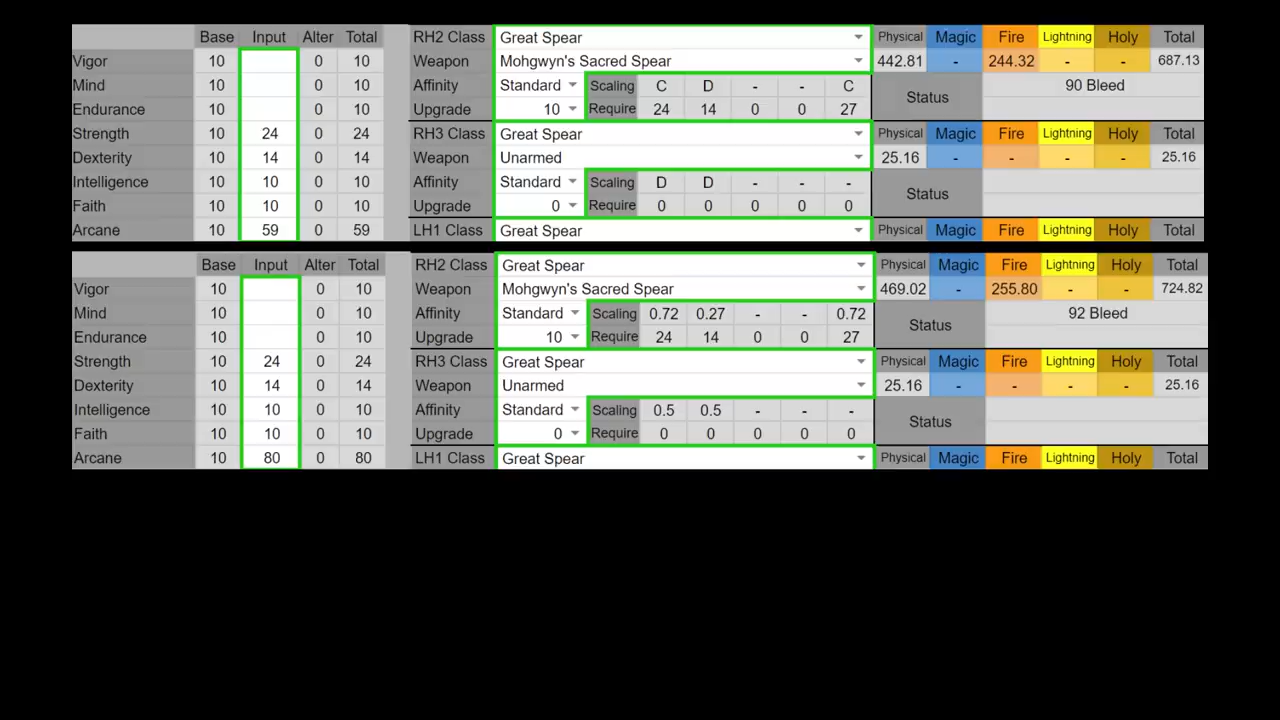 Base Input Alter Total RH2 Class Great Spear Physical Magic Fire Lightning Holy Total
Vigor 10 10 0 10 Weapon Mohgwyn's Sacred Spear 442.81 - 244.32 - - 687.13
Mind 10 0 10 Affinity Standard Scaling C D - - C Status 90 Bleed
Endurance 10 0 10 Upgrade 10 Require 24 14 0 0 27
Strength 10 24 0 24 RH3 Class Great Spear Physical Magic Fire Lightning Holy Total
Dexterity 10 14 0 14 Weapon Unarmed 25.16 - - - - 25.16
Intelligence 10 10 0 10 Affinity Standard Scaling D D - - - Status
Faith 10 10 0 10 Upgrade 0 Require 0 0 0 0 0
Arcane 10 59 0 59 LH1 Class Great Spear Physical Magic Fire Lightning Holy Total
Base Input Alter Total RH2 Class Great Spear Physical Magic Fire Lightning Holy Total
Vigor 10 0 10 Weapon Mohgwyn's Sacred Spear 469.02 - 255.80 - - 724.82
Mind 10 0 10 Affinity Standard Scaling 0.72 0.27 - - 0.72 Status 92 Bleed
Endurance 10 0 10 Upgrade 10 Require 24 14 0 0 27
Strength 10 24 0 24 RH3 Class Great Spear Physical Magic Fire Lightning Holy Total
Dexterity 10 14 0 14 Weapon Unarmed 25.16 - - - - 25.16
Intelligence 10 10 0 10 Affinity Standard Scaling 0.5 0.5 - - - Status
Faith 10 10 0 10 Upgrade 0 Require 0 0 0 0 0
Arcane 10 80 0 80 LH1 Class Great Spear Physical Magic Fire Lightning Holy Total